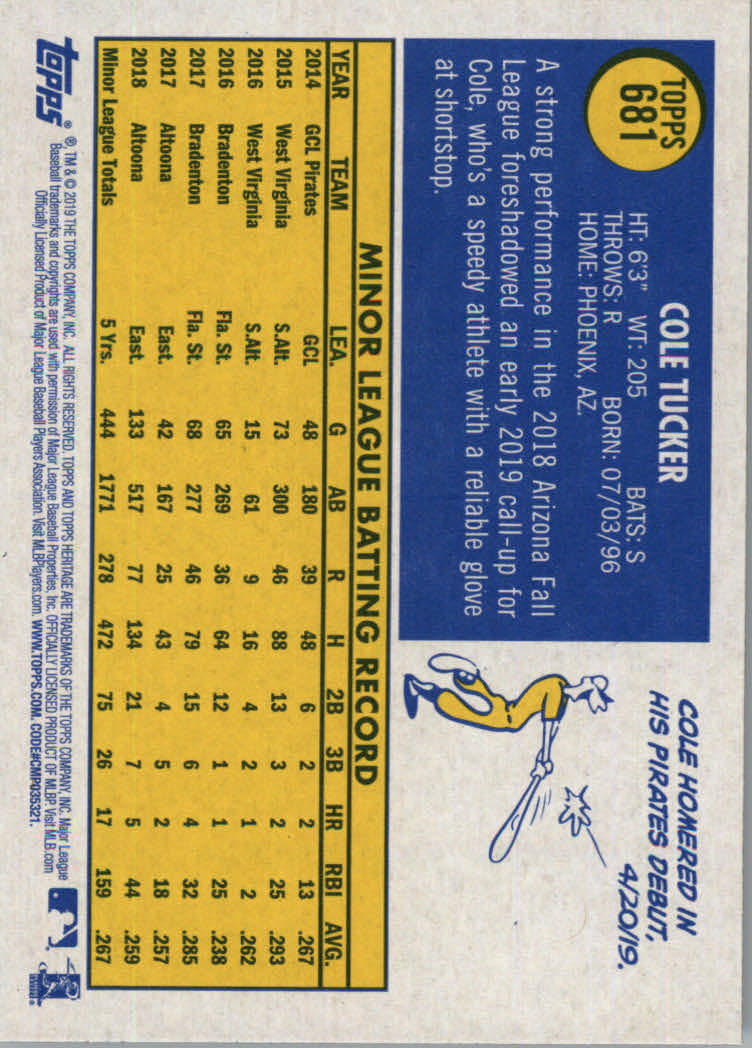 TOPPS
681
COLE TUCKER
HT: 6'3" WT: 205 BATS: S
THROWS: R BORN: 07/03/96
HOME: PHOENIX, AZ.
A strong performance in the 2018 Arizona Fall
League foreshadowed an early 2019 call-up for
Cole, who's a speedy athlete with a reliable glove
at shortstop.
COLE HOMERED IN
HIS PIRATES DEBUT,
4/20/19.
MINOR LEAGUE BATTING RECORD
YEAR TEAM LEA. G AB R H 2B 3B HR RBI AVG.
2014 GCL Pirates GCL 48 180 39 48 6 2 2 13 .267
2015 West Virginia S.Atl. 73 300 46 88 13 3 2 25 .293
2016 West Virginia S.Atl. 15 61 9 16 4 2 1 2 .262
2016 Bradenton Fla. St. 65 269 36 64 12 1 1 25 .238
2017 Bradenton Fla. St. 68 277 46 79 15 6 4 32 .285
2017 Altoona East. 42 167 25 43 4 5 2 18 .257
2018 Altoona East. 133 517 77 134 21 7 5 44 .259
Minor League Totals 5 Yrs. 444 1771 278 472 75 26 17 159 .267
topps®
®, TM & © 2019 THE TOPPS COMPANY, INC. ALL RIGHTS RESERVED. TOPPS AND TOPPS HERITAGE ARE TRADEMARKS OF THE TOPPS COMPANY, INC. Major League
Baseball trademarks and copyrights are used with permission of Major League Baseball Properties, Inc. OFFICIALLY LICENSED PRODUCT OF MLBP. Visit MLB.com
Officially Licensed Product of Major League Baseball Players Association. Visit MLBPlayers.com. WWW.TOPPS.COM. CODE#CMP035321.